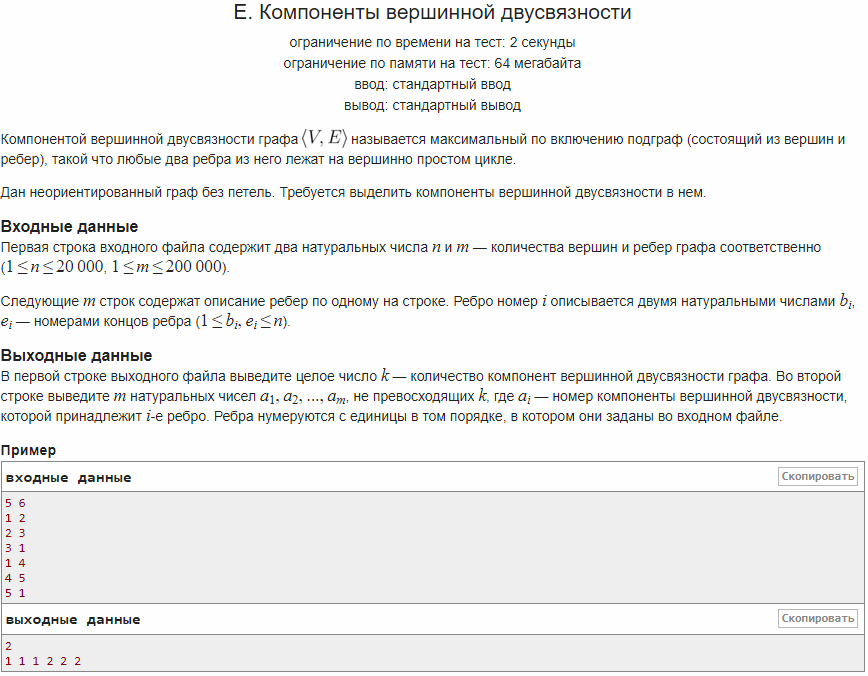 E. Компоненты вершинной двусвязности
ограничение по времени на тест: 2 секунды
ограничение по памяти на тест: 64 мегабайта
ввод: стандартный ввод
вывод: стандартный вывод
Компонентой вершинной двусвязности графа ⟨V, E⟩ называется максимальный по включению подграф (состоящий из вершин и
ребер), такой что любые два ребра из него лежат на вершинно простом цикле.
Дан неориентированный граф без петель. Требуется выделить компоненты вершинной двусвязности в нем.
Входные данные
Первая строка входного файла содержит два натуральных числа n и m — количества вершин и ребер графа соответственно
(1 ≤ n ≤ 20 000, 1 ≤ m ≤ 200 000).
Следующие m строк содержат описание ребер по одному на строке. Ребро номер i описывается двумя натуральными числами b_i,
e_i — номерами концов ребра (1 ≤ b_i, e_i ≤ n).
Выходные данные
В первой строке выходного файла выведите целое число k — количество компонент вершинной двусвязности графа. Во второй
строке выведите m натуральных чисел a_1, a_2, ..., a_m, не превосходящих k, где a_i — номер компоненты вершинной двусвязности,
которой принадлежит i-е ребро. Ребра нумеруются с единицы в том порядке, в котором они заданы во входном файле.
Пример
входные данные Скопировать
5 6
1 2
2 3
3 1
1 4
4 5
5 1
выходные данные Скопировать
2
1 1 1 2 2 2